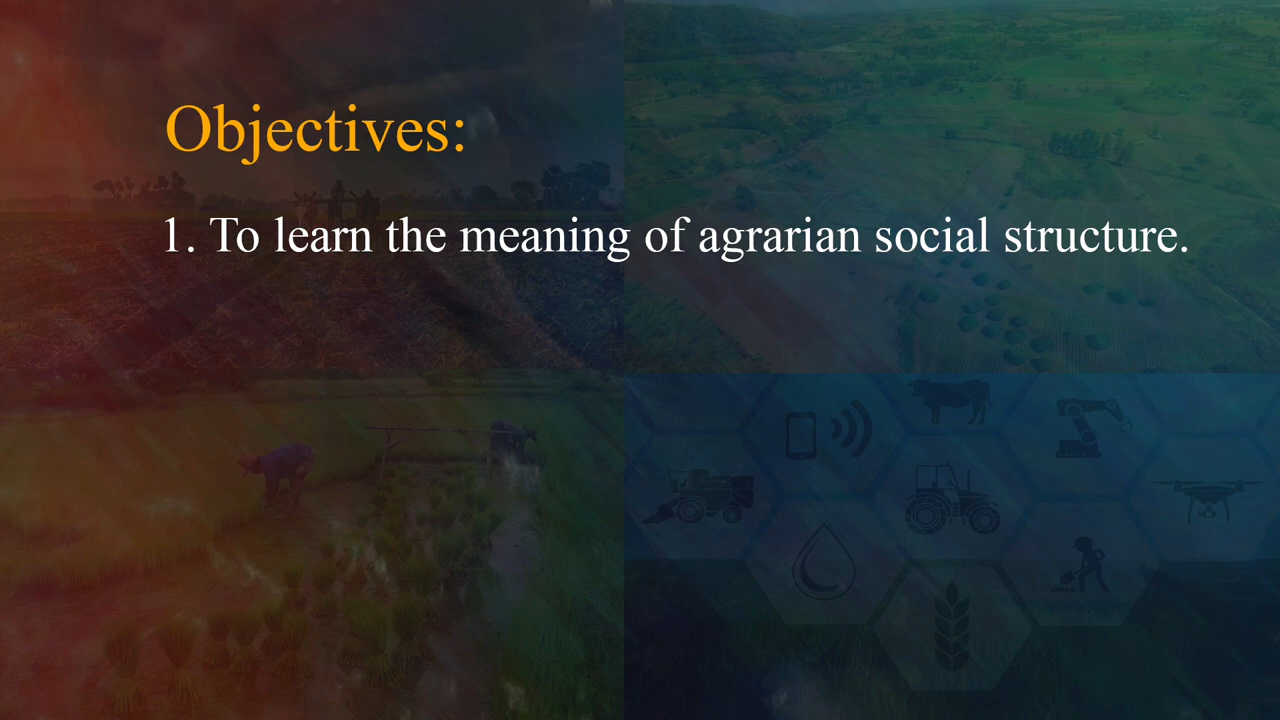 Objectives:
1. To learn the meaning of agrarian social structure.